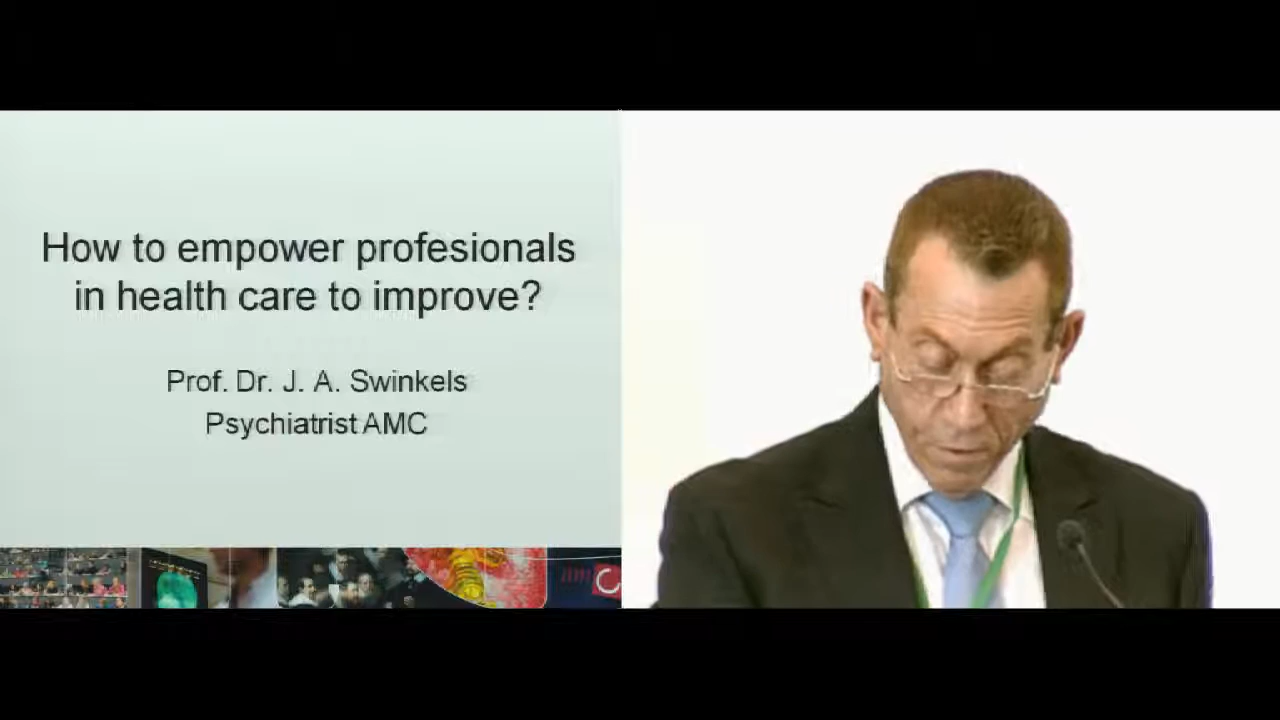 How to empower profesionals
in health care to improve?
Prof. Dr. J. A. Swinkels
Psychiatrist AMC